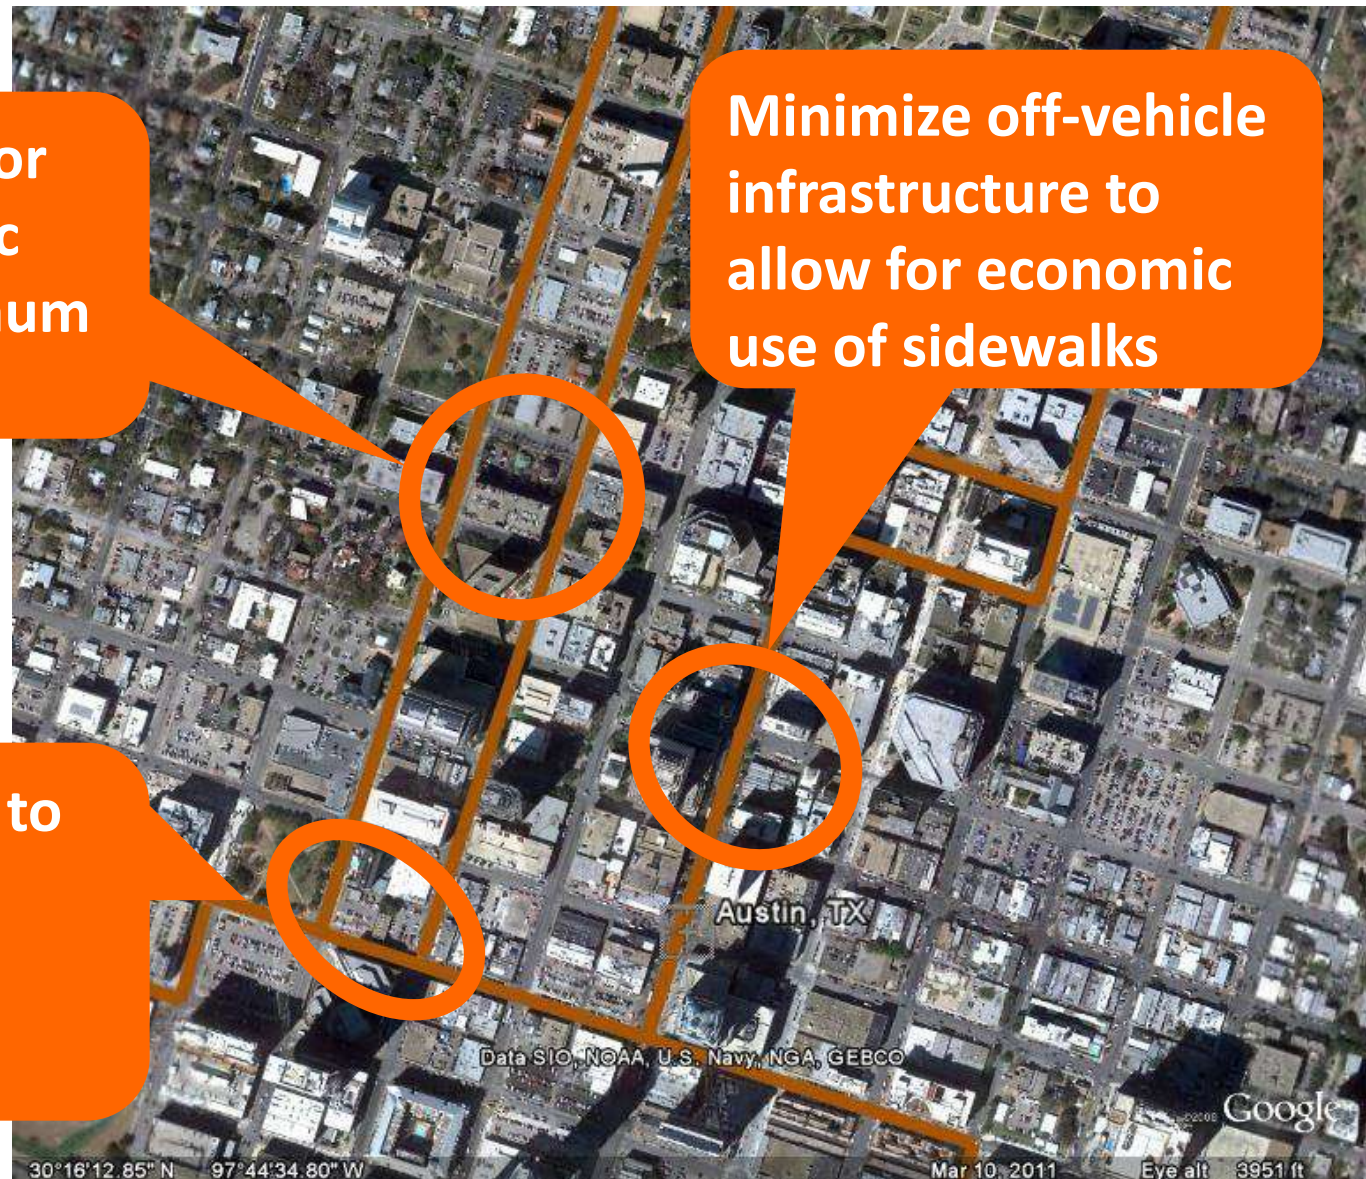 or
c
um
to
Minimize off-vehicle
infrastructure to
allow for economic
use of sidewalks
Austin, TX
Data SIO, NOAA, U.S. Navy, NGA, GEBCO
©2009 Google
30°16'12.85" N 97°44'34.80" W Mar 10, 2011 Eye alt 3951 ft